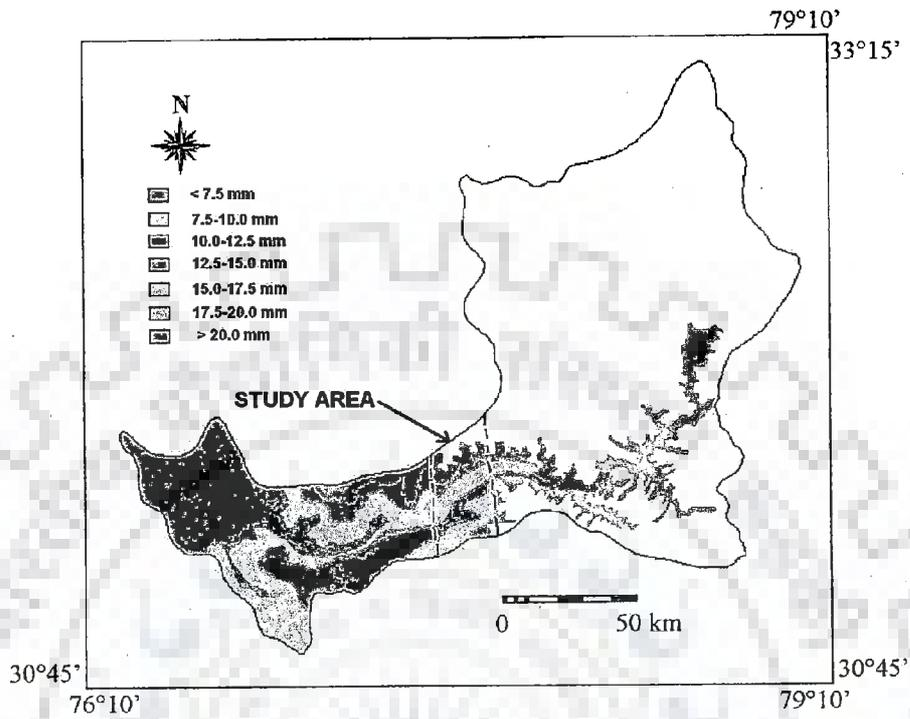 79°10'
33°15'
N
< 7.5 mm
7.5-10.0 mm
10.0-12.5 mm
12.5-15.0 mm
15.0-17.5 mm
17.5-20.0 mm
> 20.0 mm
STUDY AREA
0 50 km
30°45' 30°45'
76°10' 79°10'